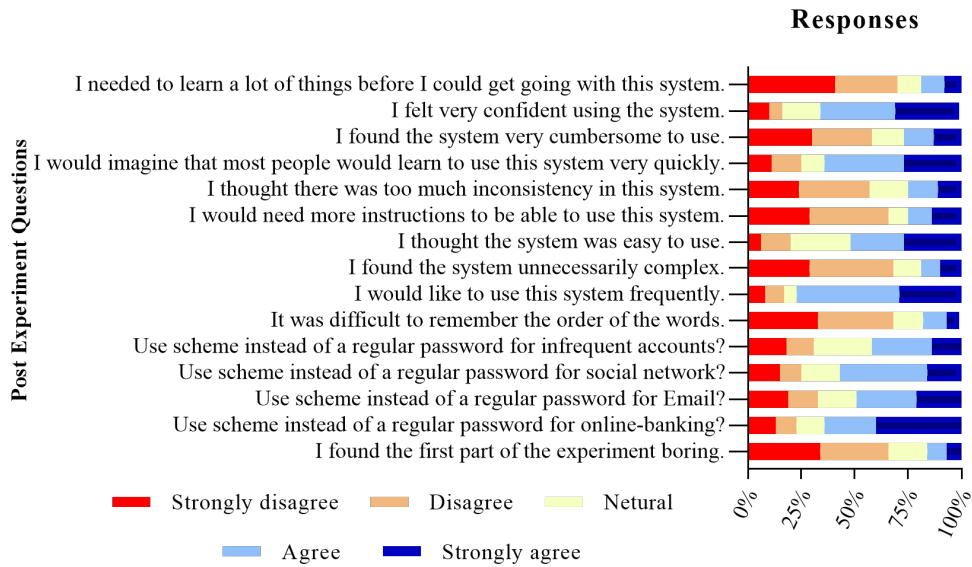 Responses
Post Experiment Questions
I needed to learn a lot of things before I could get going with this system.
I felt very confident using the system.
I found the system very cumbersome to use.
I would imagine that most people would learn to use this system very quickly.
I thought there was too much inconsistency in this system.
I would need more instructions to be able to use this system.
I thought the system was easy to use.
I found the system unnecessarily complex.
I would like to use this system frequently.
It was difficult to remember the order of the words.
Use scheme instead of a regular password for infrequent accounts?
Use scheme instead of a regular password for social network?
Use scheme instead of a regular password for Email?
Use scheme instead of a regular password for online-banking?
I found the first part of the experiment boring.
0% 25% 50% 75% 100%
Strongly disagree Disagree Netural
Agree Strongly agree